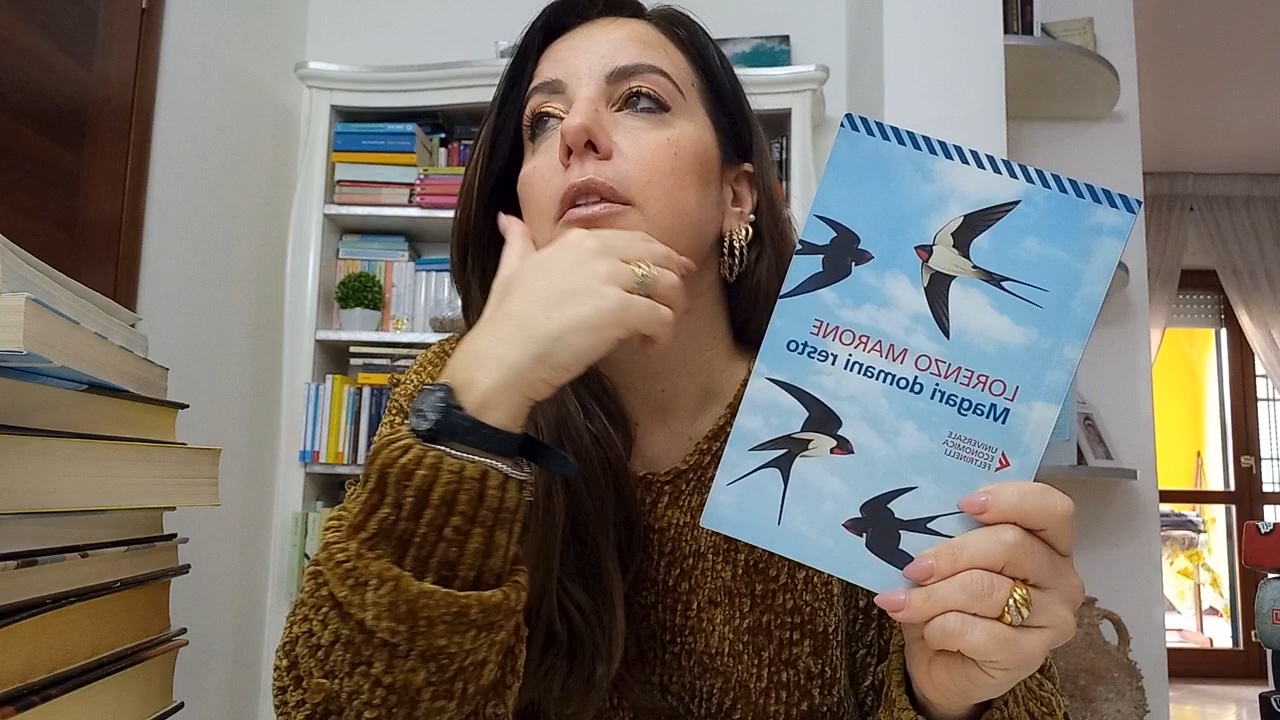 LORENZO MARONE
Magari domani resto
UNIVERSALE
ECONOMICA
FELTRINELLI